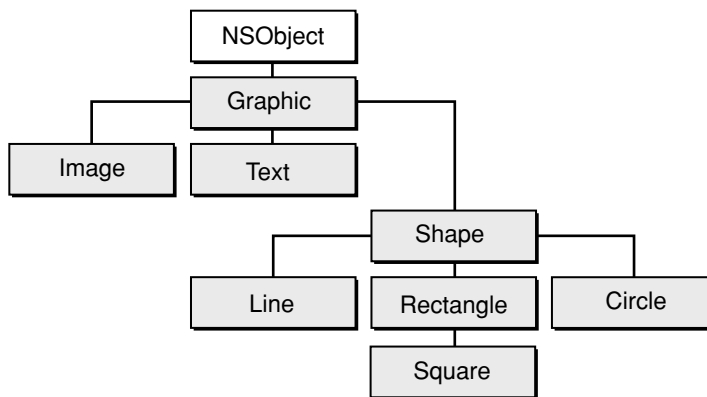 NSObject
Graphic
Image
Text
Shape
Line
Rectangle
Circle
Square